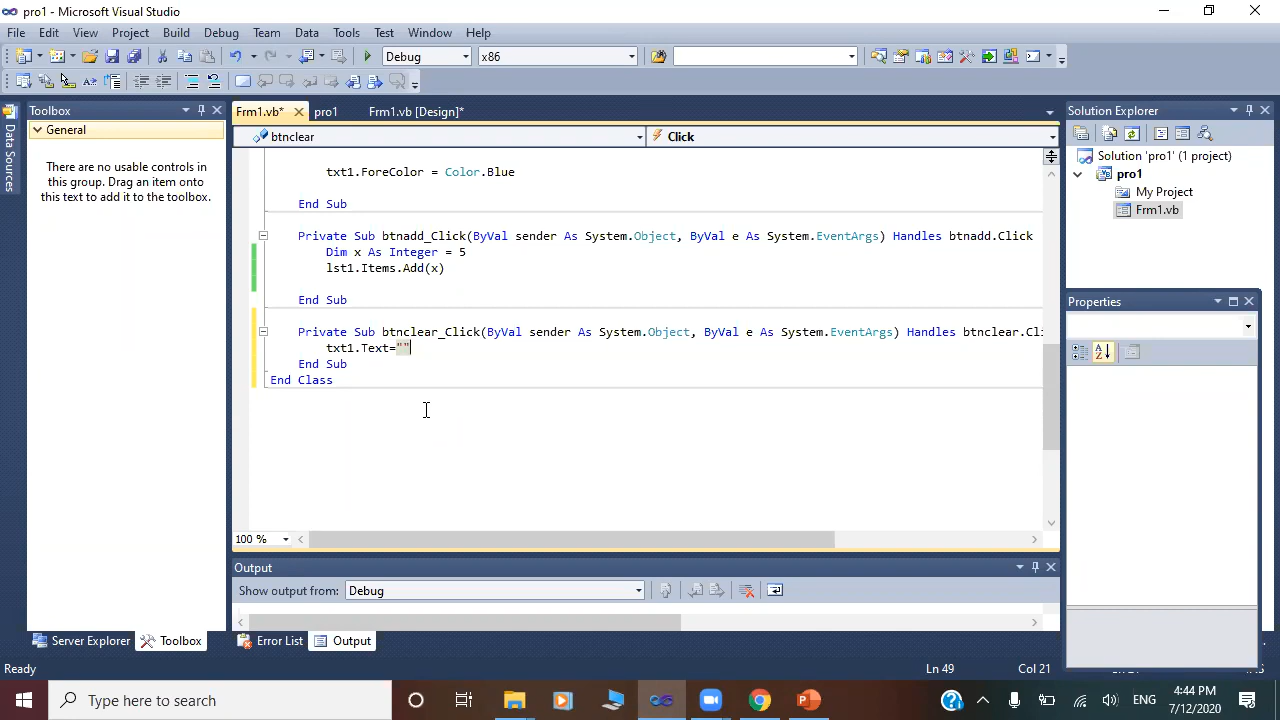 pro1 - Microsoft Visual Studio
File Edit View Project Build Debug Team Data Tools Test Window Help
Debug x86
Toolbox
General
There are no usable controls in
this group. Drag an item onto
this text to add it to the toolbox.
Data Sources
Frm1.vb* pro1 Frm1.vb [Design]*
btnclear Click
txt1.ForeColor = Color.Blue
End Sub
Private Sub btnadd_Click(ByVal sender As System.Object, ByVal e As System.EventArgs) Handles btnadd.Click
Dim x As Integer = 5
lst1.Items.Add(x)
End Sub
Private Sub btnclear_Click(ByVal sender As System.Object, ByVal e As System.EventArgs) Handles btnclear.Cli
txt1.Text=""
End Sub
End Class
100 %
Output
Show output from: Debug
Server Explorer Toolbox Error List Output
Solution Explorer
Solution 'pro1' (1 project)
pro1
My Project
Frm1.vb
Properties
Ready Ln 49 Col 21
Type here to search
ENG
4:44 PM
7/12/2020